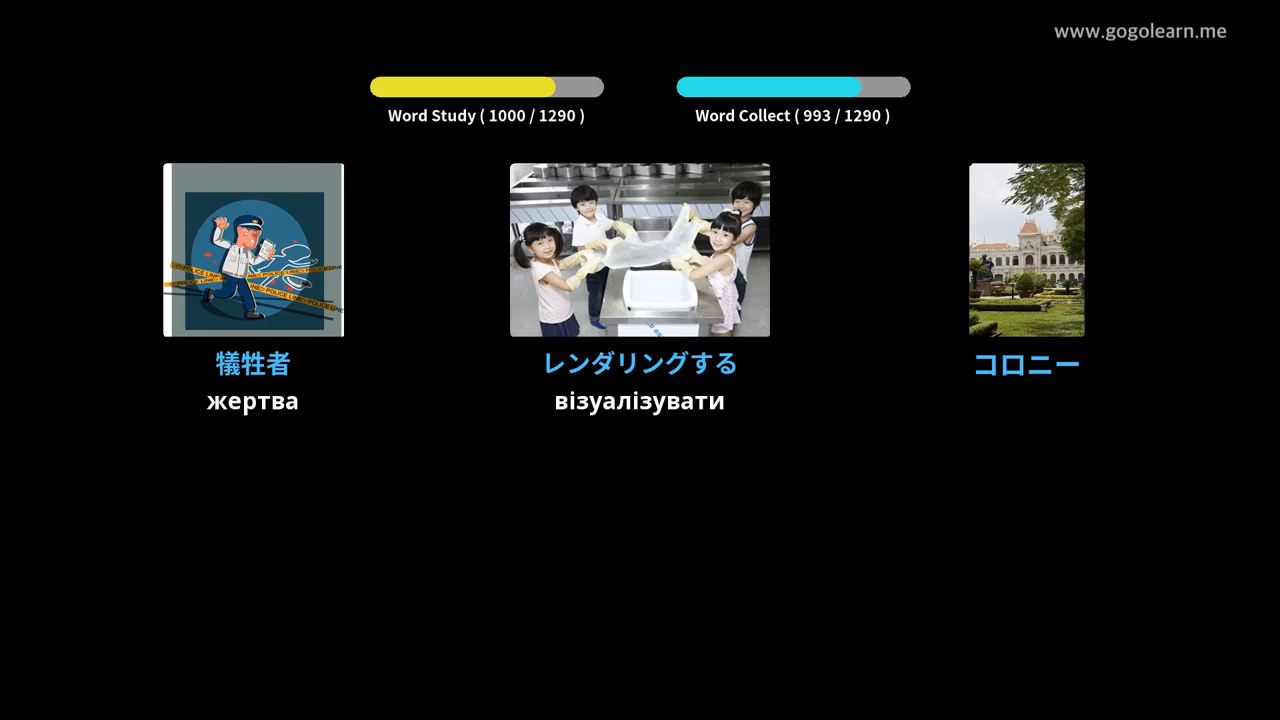 www.gogolearn.me
Word Study ( 1000 / 1290 )
Word Collect ( 993 / 1290 )
犠牲者
レンダリングする
コロニー
жертва
візуалізувати